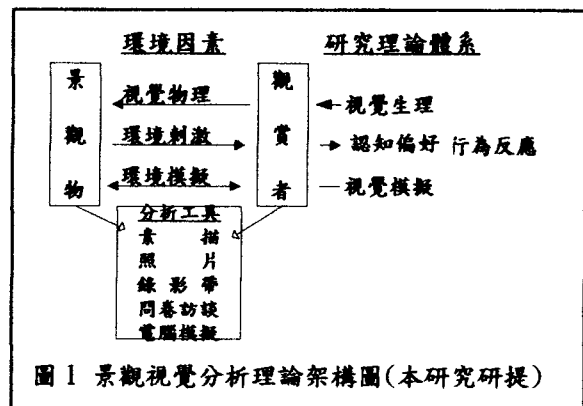 環境因素 研究理論體系
景觀物
觀賞者
視覺物理 視覺生理
環境刺激 認知偏好 行為反應
環境模擬 視覺模擬
分析工具
素描
照片
錄影帶
問卷訪談
電腦模擬
圖1 景觀視覺分析理論架構圖(本研究研提)